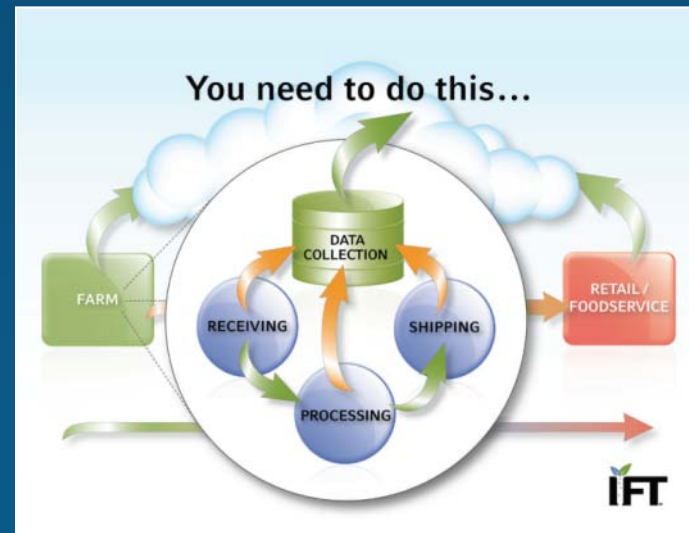 You need to do this...
DATA
COLLECTION
FARM
RETAIL /
FOODSERVICE
RECEIVING
SHIPPING
PROCESSING
IFT